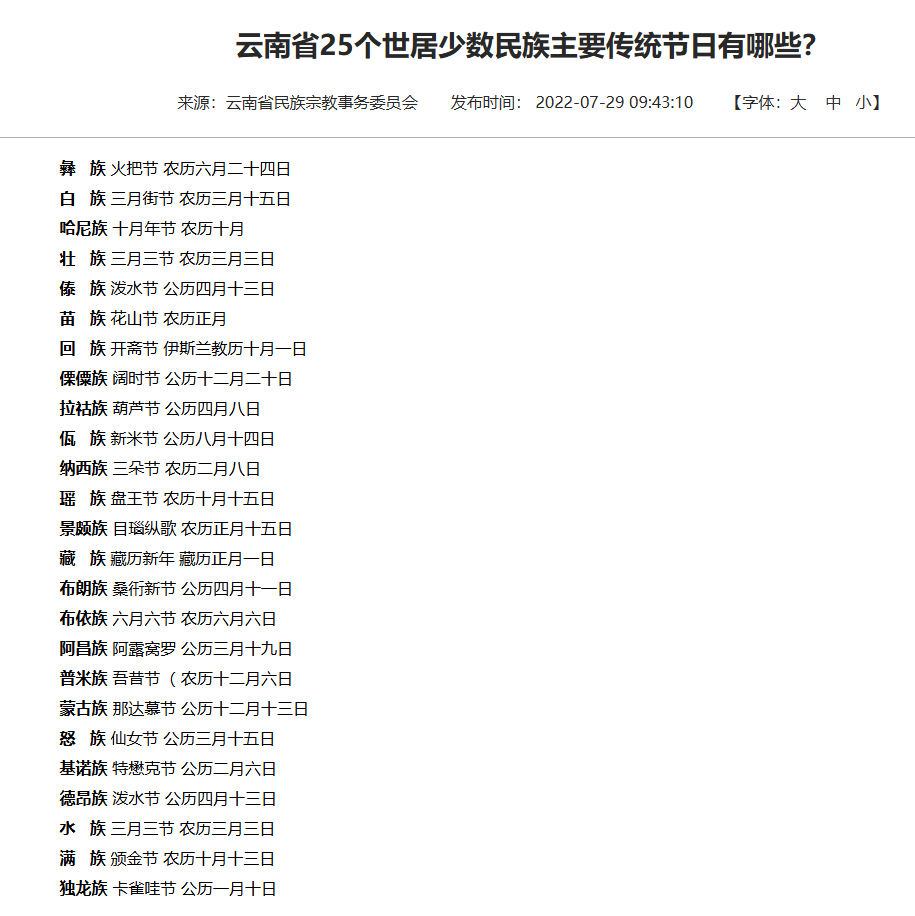 云南省25个世居少数民族主要传统节日有哪些？
来源：云南省民族宗教事务委员会 发布时间： 2022-07-29 09:43:10 【字体：大 中 小】
彝 族 火把节 农历六月二十四日
白 族 三月街节 农历三月十五日
哈尼族 十月年节 农历十月
壮 族 三月三节 农历三月三日
傣 族 泼水节 公历四月十三日
苗 族 花山节 农历正月
回 族 开斋节 伊斯兰教历十月一日
傈僳族 阔时节 公历十二月二十日
拉祜族 葫芦节 公历四月八日
佤 族 新米节 公历八月十四日
纳西族 三朵节 农历二月八日
瑶 族 盘王节 农历十月十五日
景颇族 目瑙纵歌 农历正月十五日
藏 族 藏历新年 藏历正月一日
布朗族 桑衎新节 公历四月十一日
布依族 六月六节 农历六月六日
阿昌族 阿露窝罗 公历三月十九日
普米族 吾昔节（ 农历十二月六日
蒙古族 那达慕节 公历十二月十三日
怒 族 仙女节 公历三月十五日
基诺族 特懋克节 公历二月六日
德昂族 泼水节 公历四月十三日
水 族 三月三节 农历三月三日
满 族 颁金节 农历十月十三日
独龙族 卡雀哇节 公历一月十日